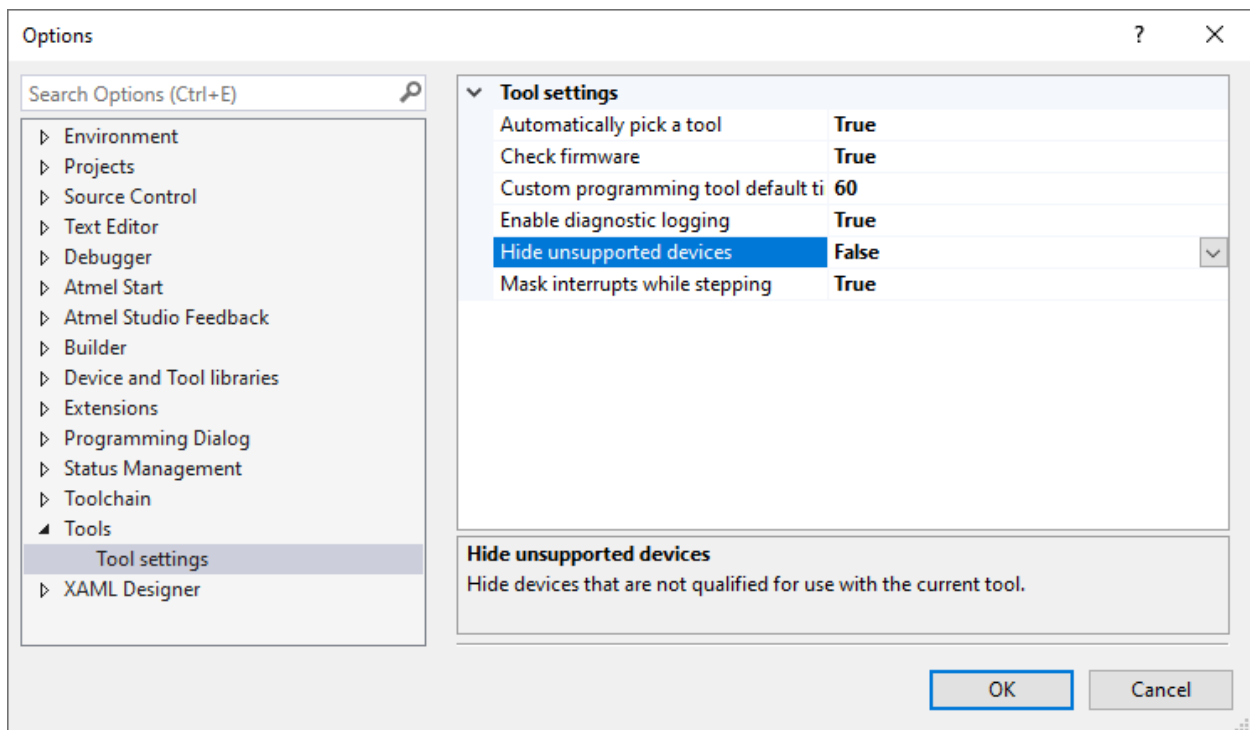 Options
?
Search Options (Ctrl+E)
Environment
Projects
Source Control
Text Editor
Debugger
Atmel Start
Atmel Studio Feedback
Builder
Device and Tool libraries
Extensions
Programming Dialog
Status Management
Toolchain
Tools
Tool settings
XAML Designer
Tool settings
Automatically pick a tool True
Check firmware True
Custom programming tool default ti 60
Enable diagnostic logging True
Hide unsupported devices False
Mask interrupts while stepping True
Hide unsupported devices
Hide devices that are not qualified for use with the current tool.
OK
Cancel